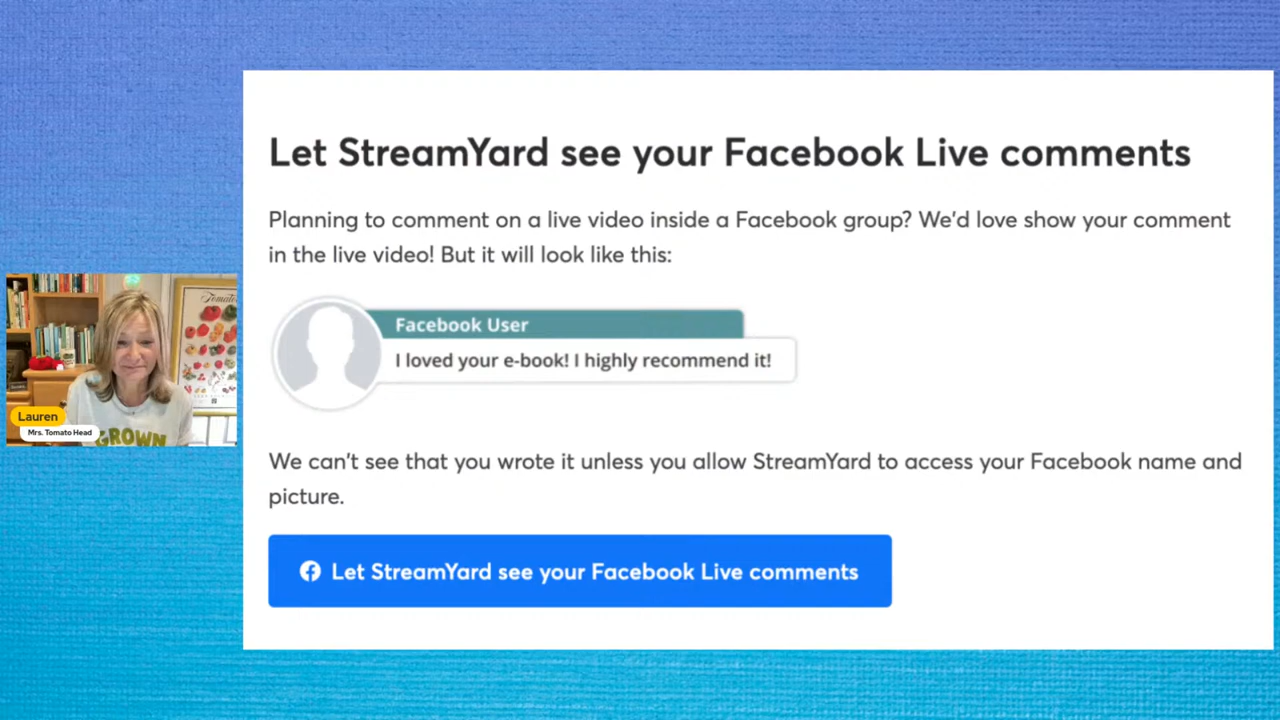 Let StreamYard see your Facebook Live comments
Planning to comment on a live video inside a Facebook group? We'd love show your comment
in the live video! But it will look like this:
Facebook User
I loved your e-book! I highly recommend it!
We can't see that you wrote it unless you allow StreamYard to access your Facebook name and
picture.
Let StreamYard see your Facebook Live comments
Lauren
Mrs. Tomato Head
GROWN